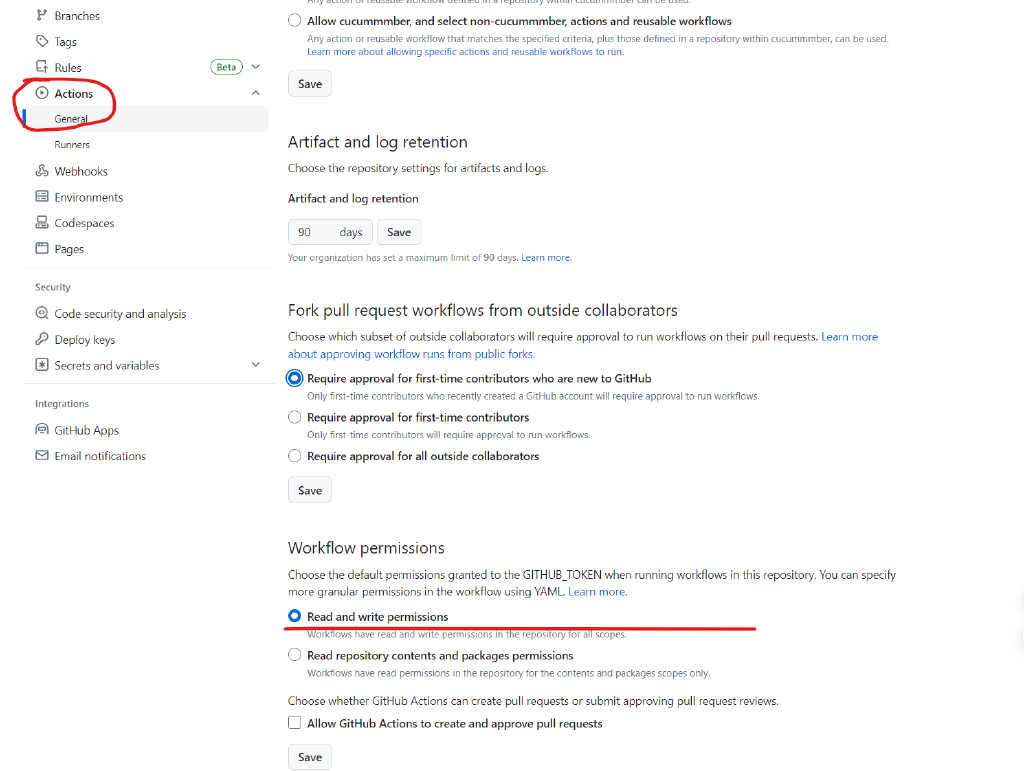 Branches
Tags
Rules Beta
Actions
General
Runners
Webhooks
Environments
Codespaces
Pages
Security
Code security and analysis
Deploy keys
Secrets and variables
Integrations
GitHub Apps
Email notifications
Any action or reusable workflow defined in a repository within cucummmber can be used.
Allow cucummmber, and select non-cucummmber, actions and reusable workflows
Any action or reusable workflow that matches the specified criteria, plus those defined in a repository within cucummmber, can be used.
Learn more about allowing specific actions and reusable workflows to run.
Save
Artifact and log retention
Choose the repository settings for artifacts and logs.
Artifact and log retention
90 days Save
Your organization has set a maximum limit of 90 days. Learn more.
Fork pull request workflows from outside collaborators
Choose which subset of outside collaborators will require approval to run workflows on their pull requests. Learn more
about approving workflow runs from public forks.
Require approval for first-time contributors who are new to GitHub
Only first-time contributors who recently created a GitHub account will require approval to run workflows.
Require approval for first-time contributors
Only first-time contributors will require approval to run workflows.
Require approval for all outside collaborators
Save
Workflow permissions
Choose the default permissions granted to the GITHUB_TOKEN when running workflows in this repository. You can specify
more granular permissions in the workflow using YAML. Learn more.
Read and write permissions
Workflows have read and write permissions in the repository for all scopes.
Read repository contents and packages permissions
Workflows have read permissions in the repository for the contents and packages scopes only.
Choose whether GitHub Actions can create pull requests or submit approving pull request reviews.
Allow GitHub Actions to create and approve pull requests
Save